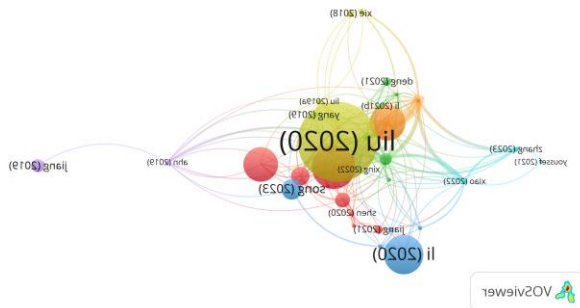 xie (2018)
deng (2021)
liu (2019a)
li (2021b)
yang (2019)
liu (2020)
zhang (2023)
youssef (2021)
ahn (2019)
jiang (2019)
xing (2022)
xiao (2022)
song (2023)
shen (2020)
jiang (2021)
li (2020)
VOSviewer